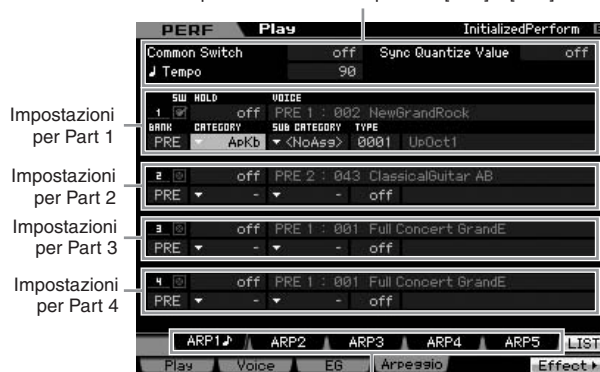 PERF Play InitializedPerform
Common Switch off Sync Quantize Value off
♩ Tempo 90
SW HOLD VOICE
1 off PRE 1 : 002 NewGrandRock
BANK CATEGORY SUB CATEGORY TYPE
PRE ApKb <NoAss> 0001 UpOct1
Impostazioni
per Part 1
2 off PRE 2 : 043 ClassicalGuitar AB
PRE - - off
Impostazioni
per Part 2
3 off PRE 1 : 001 Full Concert GrandE
PRE - - off
Impostazioni
per Part 3
4 off PRE 1 : 001 Full Concert GrandE
PRE - - off
Impostazioni
per Part 4
ARP1♪ ARP2 ARP3 ARP4 ARP5 LIST
Play Voice EG Arpeggio Effect